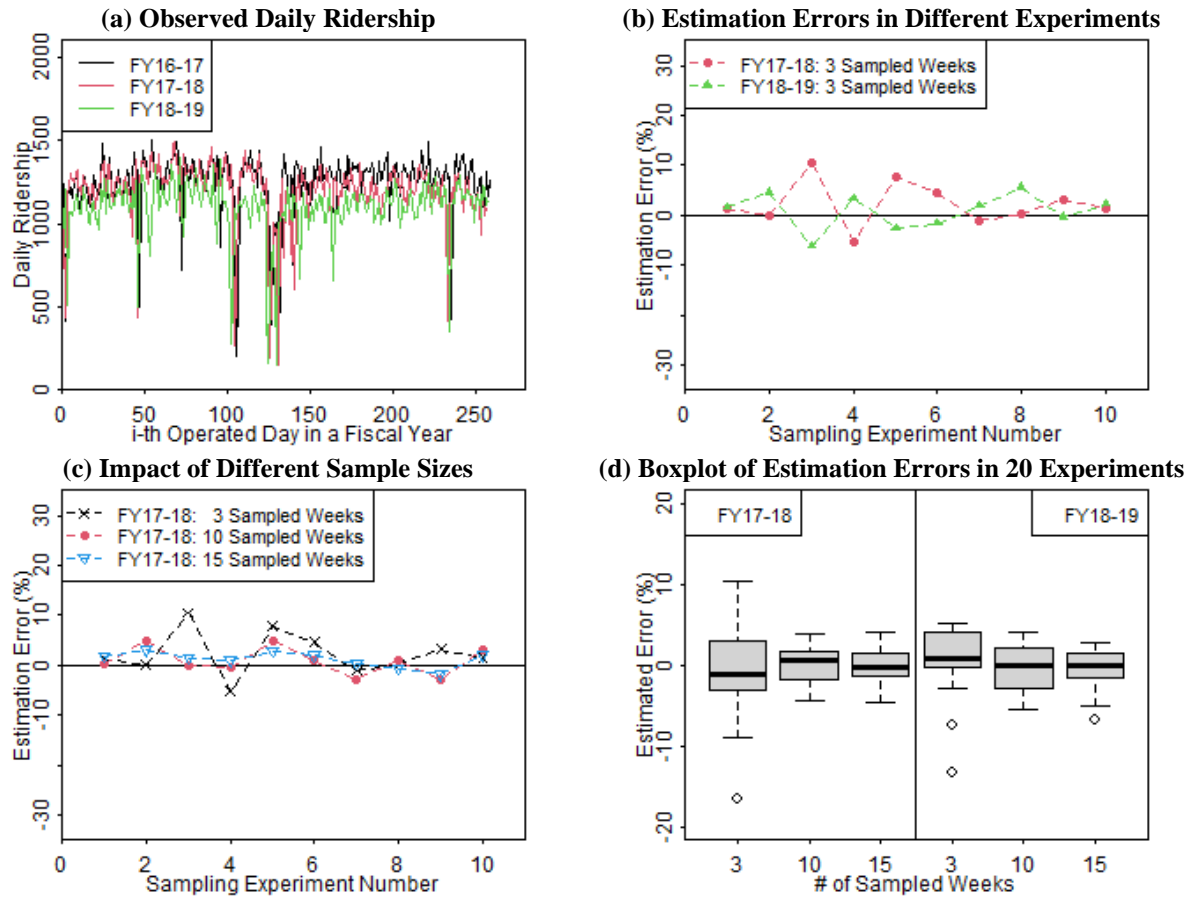 (a) Observed Daily Ridership
Daily Ridership
0 500 1000 1500 2000
FY16-17
FY17-18
FY18-19
0 50 100 150 200 250
i-th Operated Day in a Fiscal Year
(b) Estimation Errors in Different Experiments
Estimation Error (%)
-30 -10 0 10 20 30
FY17-18: 3 Sampled Weeks
FY18-19: 3 Sampled Weeks
0 2 4 6 8 10
Sampling Experiment Number
(c) Impact of Different Sample Sizes
Estimation Error (%)
-30 -10 0 10 20 30
FY17-18: 3 Sampled Weeks
FY17-18: 10 Sampled Weeks
FY17-18: 15 Sampled Weeks
0 2 4 6 8 10
Sampling Experiment Number
(d) Boxplot of Estimation Errors in 20 Experiments
Estimated Error (%)
-20 -10 0 10 20
FY17-18
FY18-19
3 10 15 3 10 15
# of Sampled Weeks